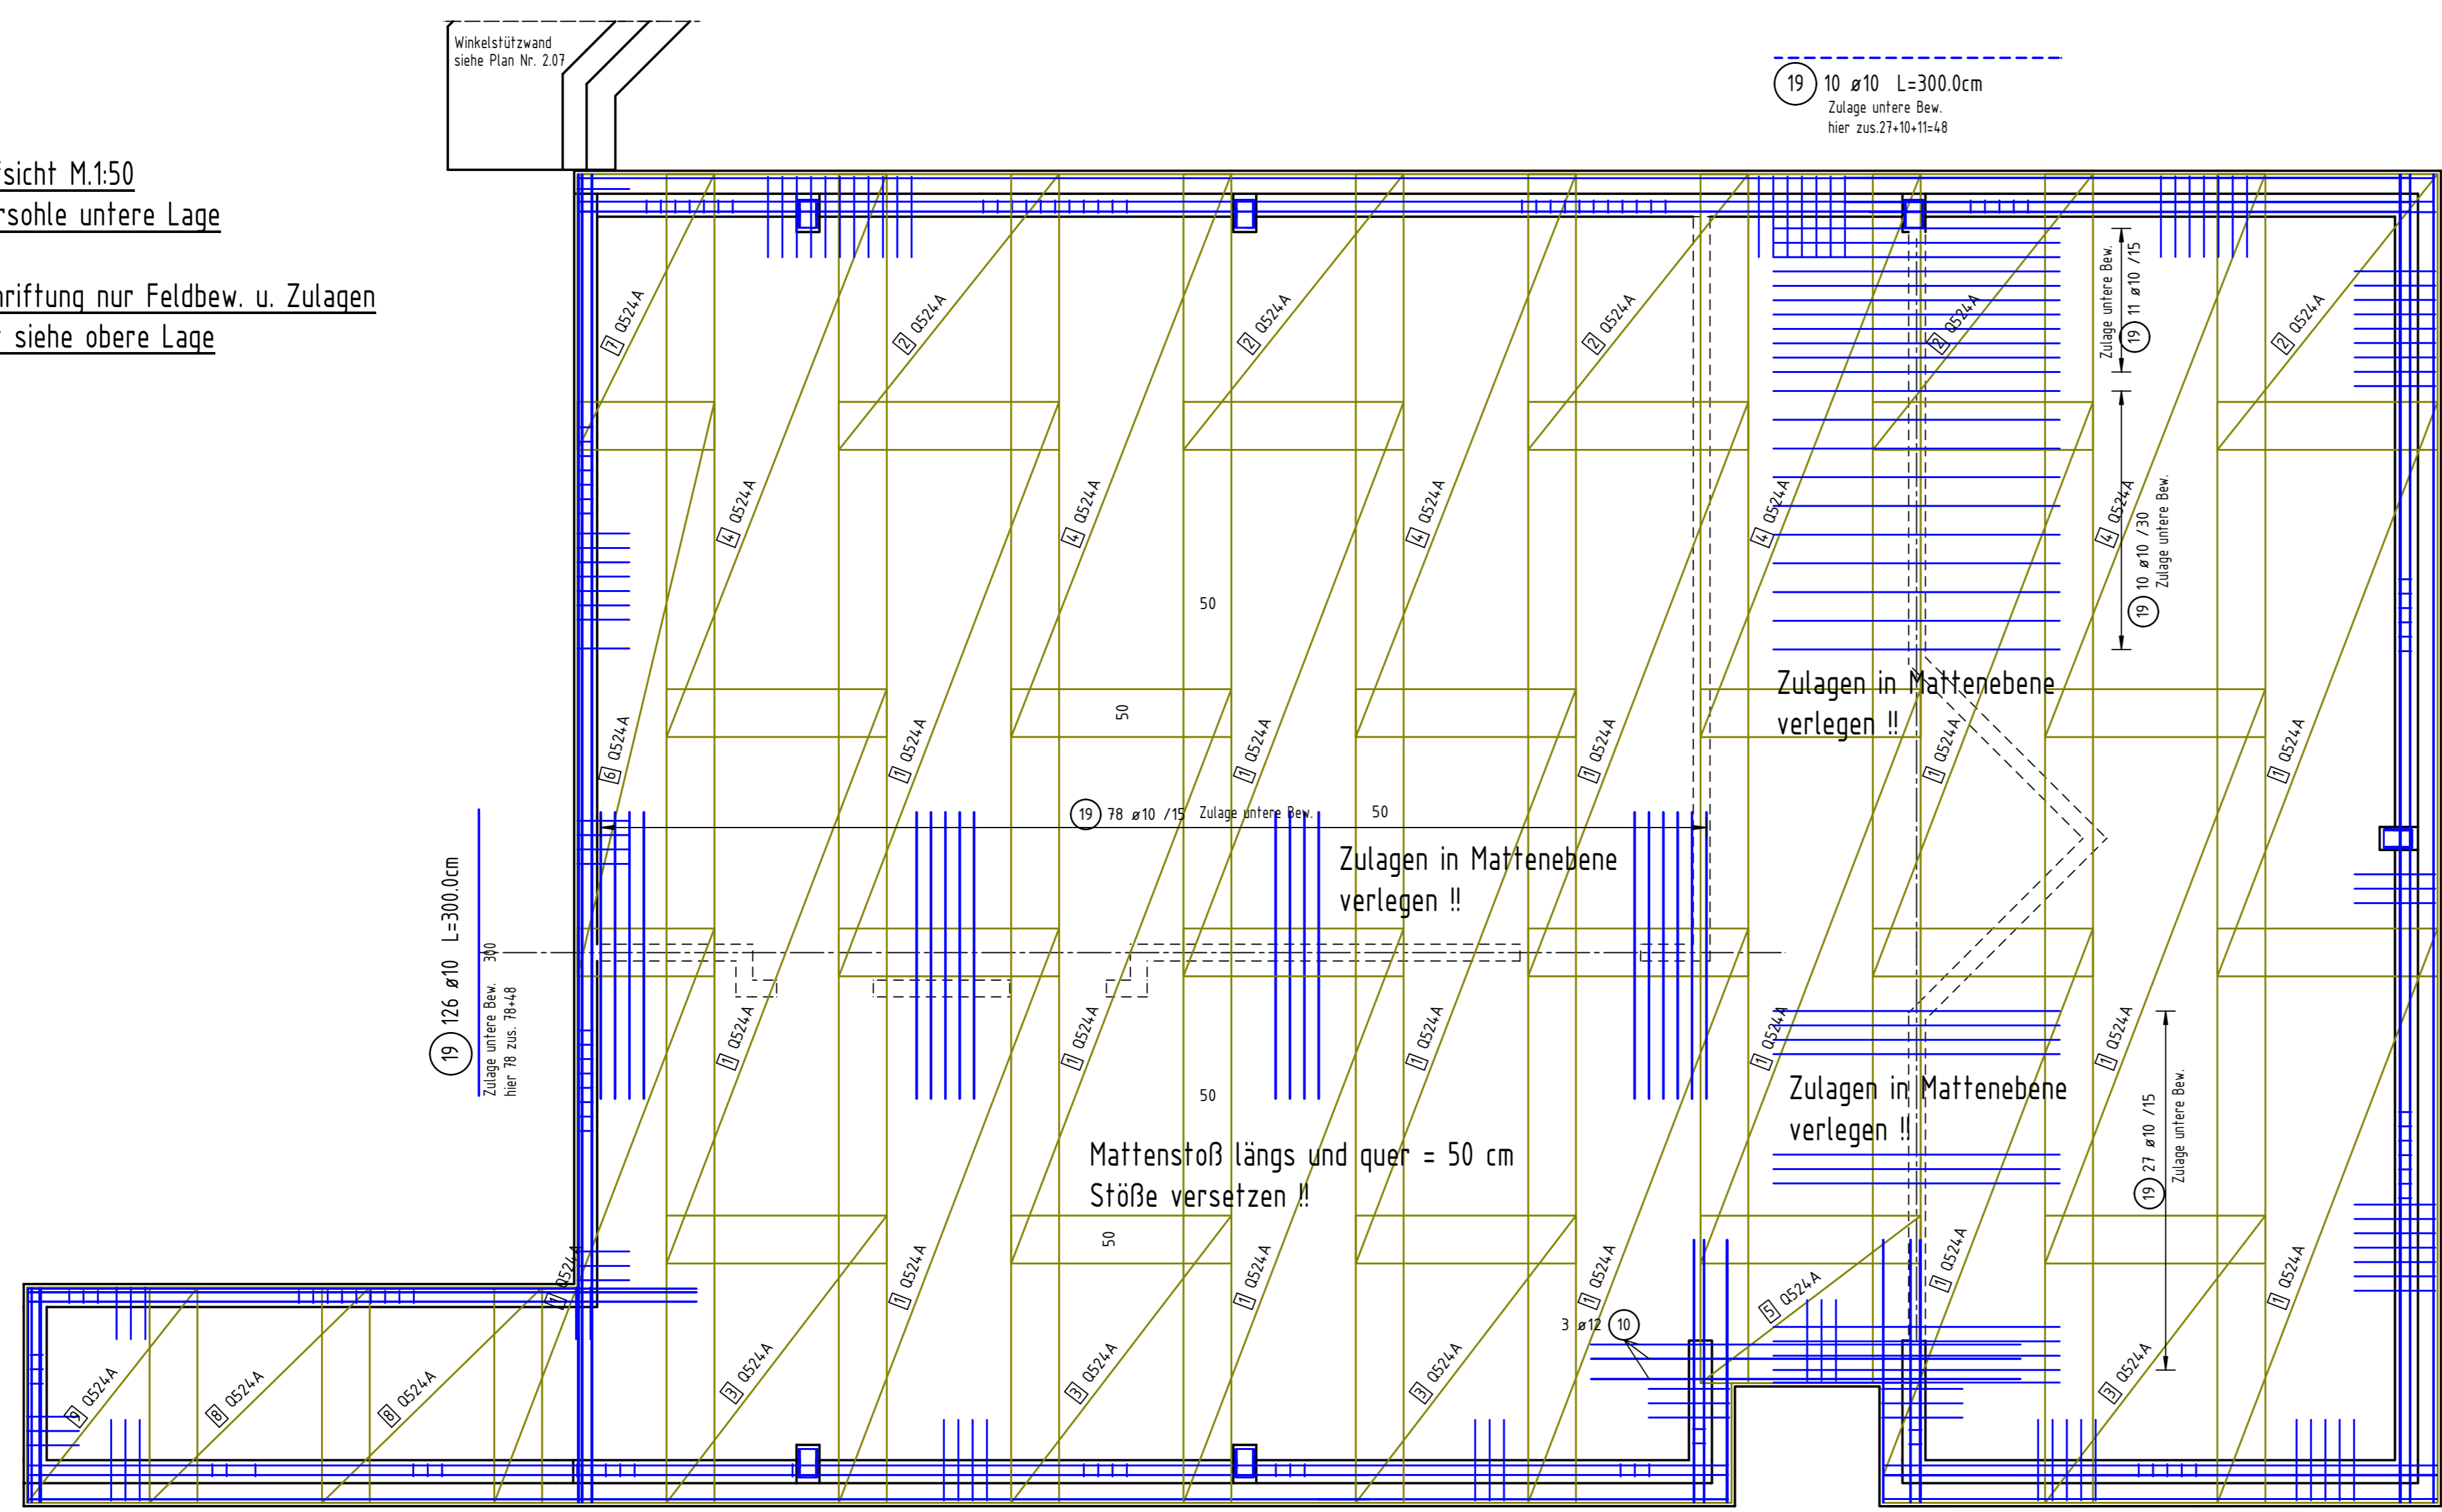 Winkelstützwand
siehe Plan Nr. 2.07
19 10 ø10 L=300.0cm
Zulage untere Bew.
hier zus.27+10+11=48
sicht M.1:50
rsohle untere Lage
riftung nur Feldbew. u. Zulagen
siehe obere Lage
7 Q524A
2 Q524A
2 Q524A
2 Q524A
2 Q524A
2 Q524A
Zulage untere Bew.
19 11 ø10 /15
4 Q524A
4 Q524A
4 Q524A
4 Q524A
4 Q524A
19 10 ø10 /30
Zulage untere Bew.
50
Zulagen in Mattenebene
verlegen !!
50
6 Q524A
1 Q524A
1 Q524A
1 Q524A
1 Q524A
1 Q524A
19 78 ø10 /15 Zulage untere Bew.
50
Zulagen in Mattenebene
verlegen !!
19 126 ø10 L=300.0cm
300
Zulage untere Bew.
hier 78 zus. 78+48
1 Q524A
1 Q524A
1 Q524A
1 Q524A
1 Q524A
50
Zulagen in Mattenebene
verlegen !!
19 27 ø10 /15
Zulage untere Bew.
Mattenstoß längs und quer = 50 cm
Stöße versetzen !!
50
1 Q524A
1 Q524A
1 Q524A
1 Q524A
1 Q524A
1 Q524A
5 Q524A
3 ø12 10
9 Q524A
8 Q524A
8 Q524A
3 Q524A
3 Q524A
3 Q524A
3 Q524A